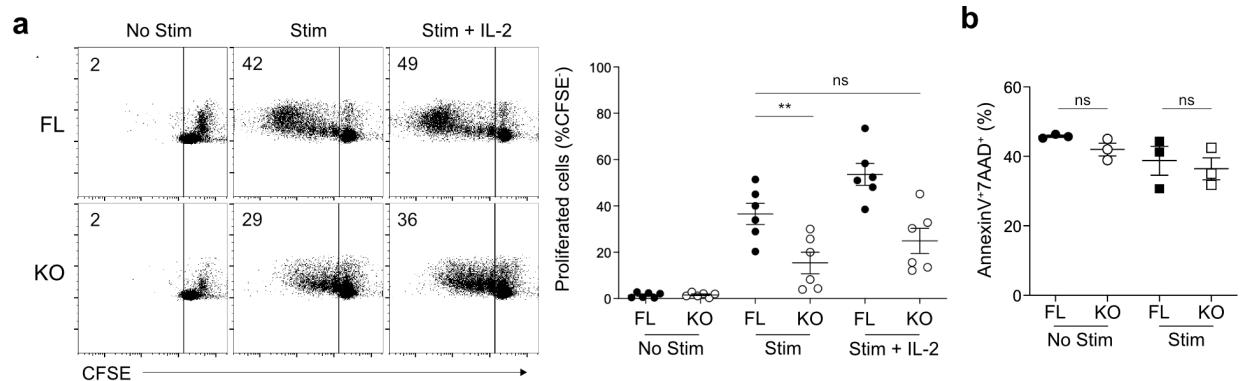 a
No Stim
Stim
Stim + IL-2
FL
2
42
49
KO
2
29
36
CFSE
Proliferated cells (%CFSE⁻)
100
80
60
40
20
0
ns
**
FL
KO
FL
KO
FL
KO
No Stim
Stim
Stim + IL-2
b
AnnexinV⁺7AAD⁺ (%)
60
40
20
0
ns
ns
FL
KO
FL
KO
No Stim
Stim